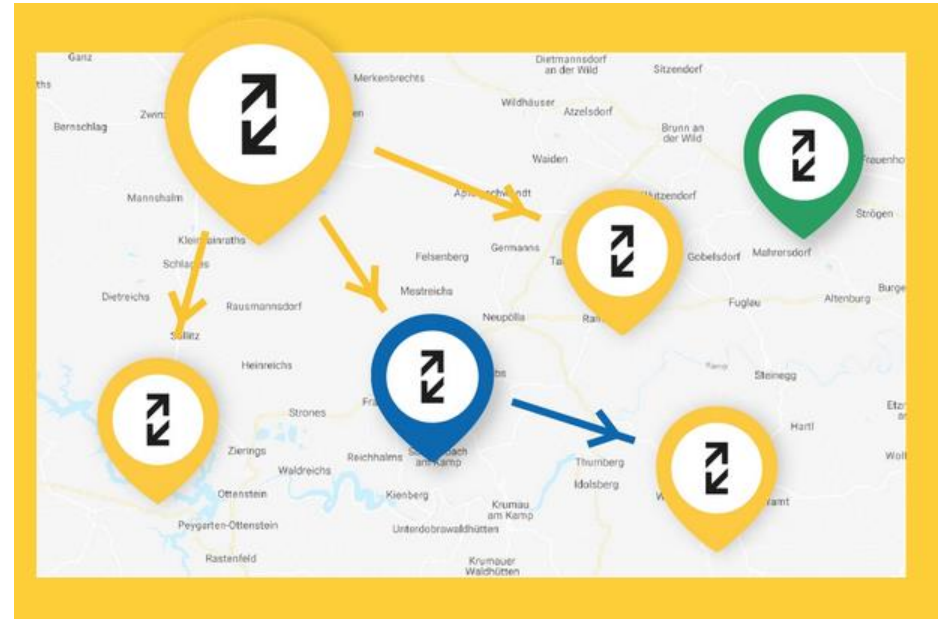 Ganz
Dietmannsdorf
an der Wild
Sitzendorf
Merkenbrechts
Wildhäuser
Atzelsdorf
Bernschlag
Brunn an
der Wild
Waiden
Mannshalm
Strögen
Germanns
Gobelsdorf
Mahrersdorf
Felsenberg
Dietreichs
Mestreichs
Rausmannsdorf
Fuglau
Altenburg
Neupölla
Heinreichs
Steinegg
Strones
Hartl
Zierings
Reichhalms
Waldreichs
Thurnberg
Idolsberg
Ottenstein
Kienberg
Krumau
am Kamp
Peygarten-Ottenstein
Unterdobrawaldhütten
Rastenfeld
Krumauer
Waldhütten